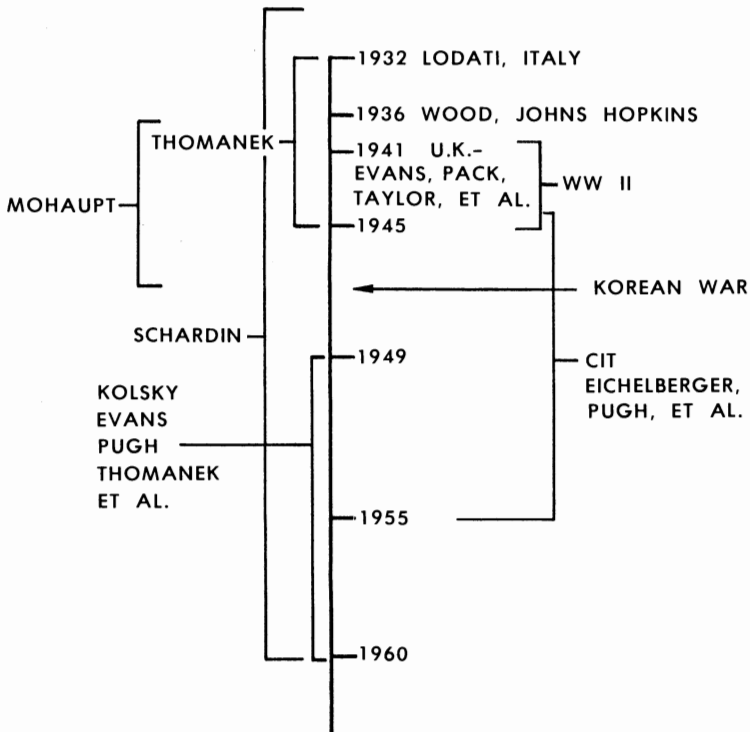 1932 LODATI, ITALY
1936 WOOD, JOHNS HOPKINS
THOMANEK
1941 U.K.-
EVANS, PACK,
TAYLOR, ET AL.
WW II
MOHAUPT
1945
KOREAN WAR
SCHARDIN
1949
CIT
EICHELBERGER,
PUGH, ET AL.
KOLSKY
EVANS
PUGH
THOMANEK
ET AL.
1955
1960